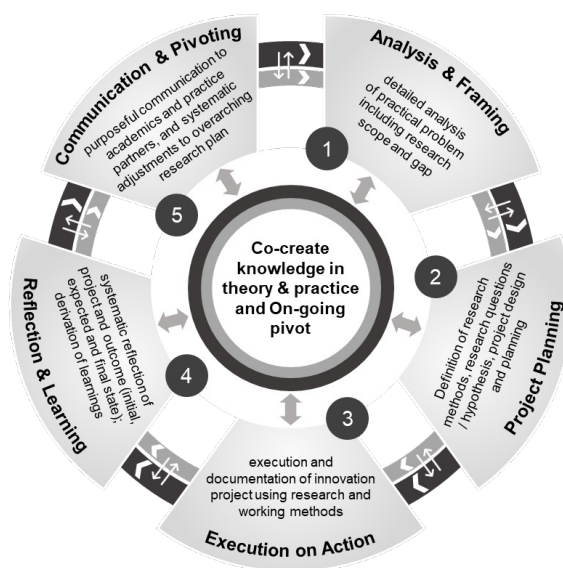 Analysis & Framing
detailed analysis
of practical problem
including research
scope and gap
1
Project Planning
Definition of research
methods, research questions
/ hypothesis, project design
and planning
2
execution and
documentation of innovation
project using research and
working methods
Execution on Action
3
Reflection & Learning
systematic reflection of
project and outcome (initial,
expected and final state);
derivation of learnings
4
Communication & Pivoting
purposeful communication to
academics and practice
partners, and systematic
adjustments to overarching
research plan
5
Co-create
knowledge in
theory & practice
and On-going
pivot